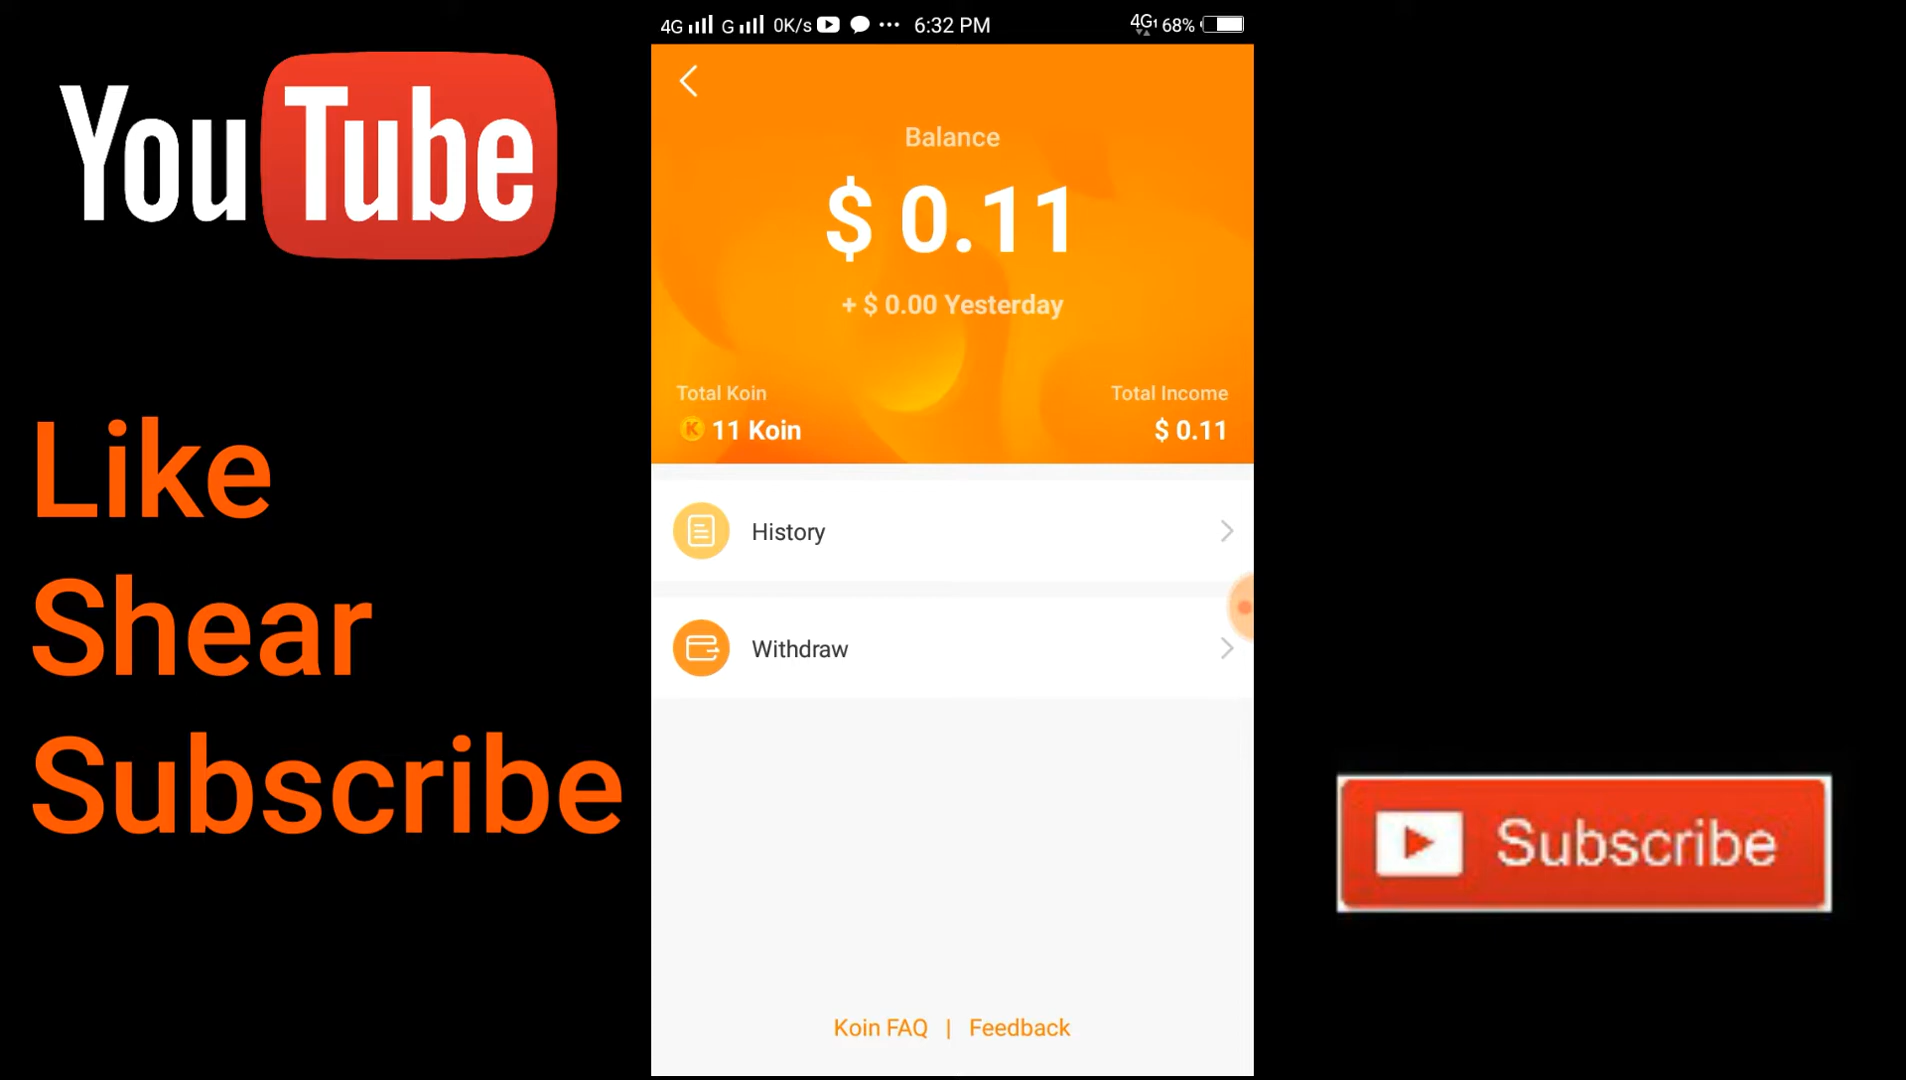 YouTube
Like
Shear
Subscribe
4G G 0K/s 6:32 PM 4G1 68%
Balance
$ 0.11
+ $ 0.00 Yesterday
Total Koin Total Income
K 11 Koin $ 0.11
History
Withdraw
Koin FAQ | Feedback
Subscribe